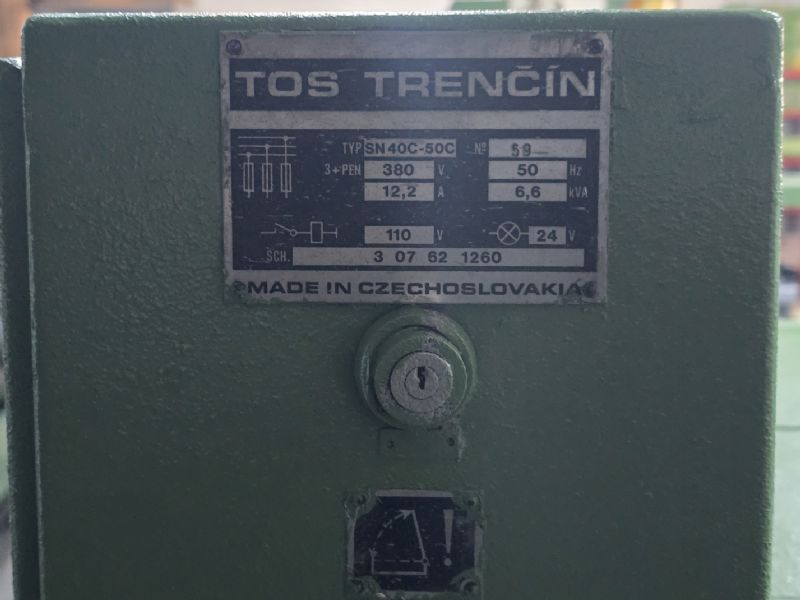 TOS TRENČÍN
TYP SN 40C-50C Nº 59
3+PEN 380 V 50 Hz
12,2 A 6,6 kVA
110 V 24 V
SCH. 3 07 62 1260
MADE IN CZECHOSLOVAKIA
!